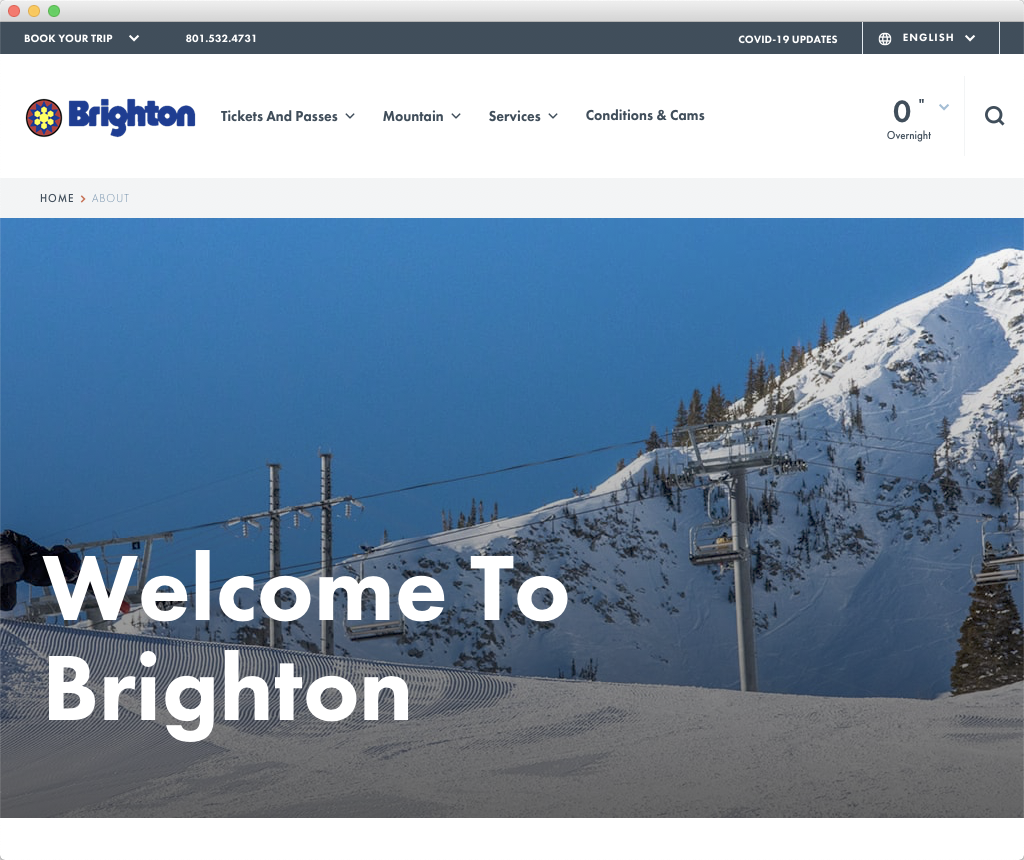 BOOK YOUR TRIP 801.532.4731 COVID-19 UPDATES ENGLISH
Brighton Tickets And Passes Mountain Services Conditions & Cams 0 "
Overnight
HOME > ABOUT
Welcome To
Brighton